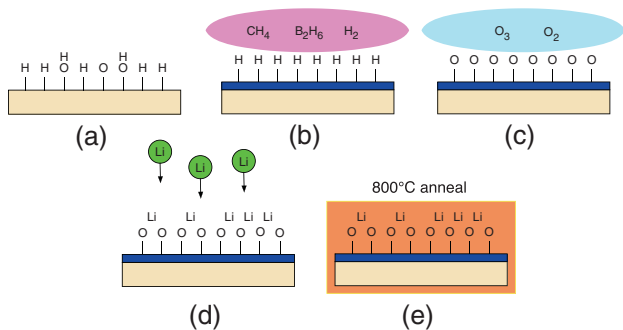 H H
H H O H O O H H
(a)
CH₄ B₂H₆ H₂
H H H H H H H H
(b)
O₃ O₂
O O O O O O O O
(c)
Li Li Li
Li Li Li Li Li
O O O O O O O O
(d)
800°C anneal
Li Li Li Li Li
O O O O O O O O
(e)